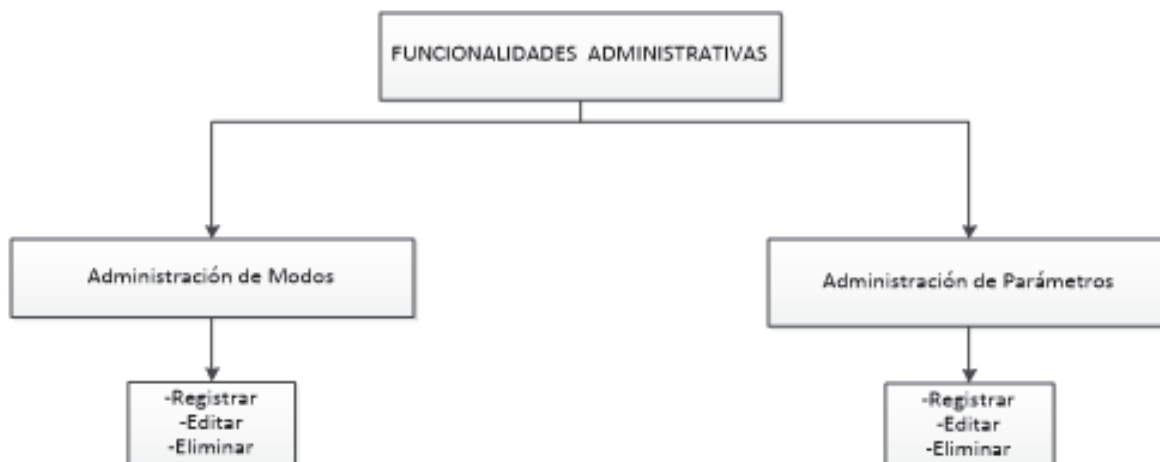 FUNCIONALIDADES ADMINISTRATIVAS
Administración de Modos
Administración de Parámetros
-Registrar
-Editar
-Eliminar
-Registrar
-Editar
-Eliminar